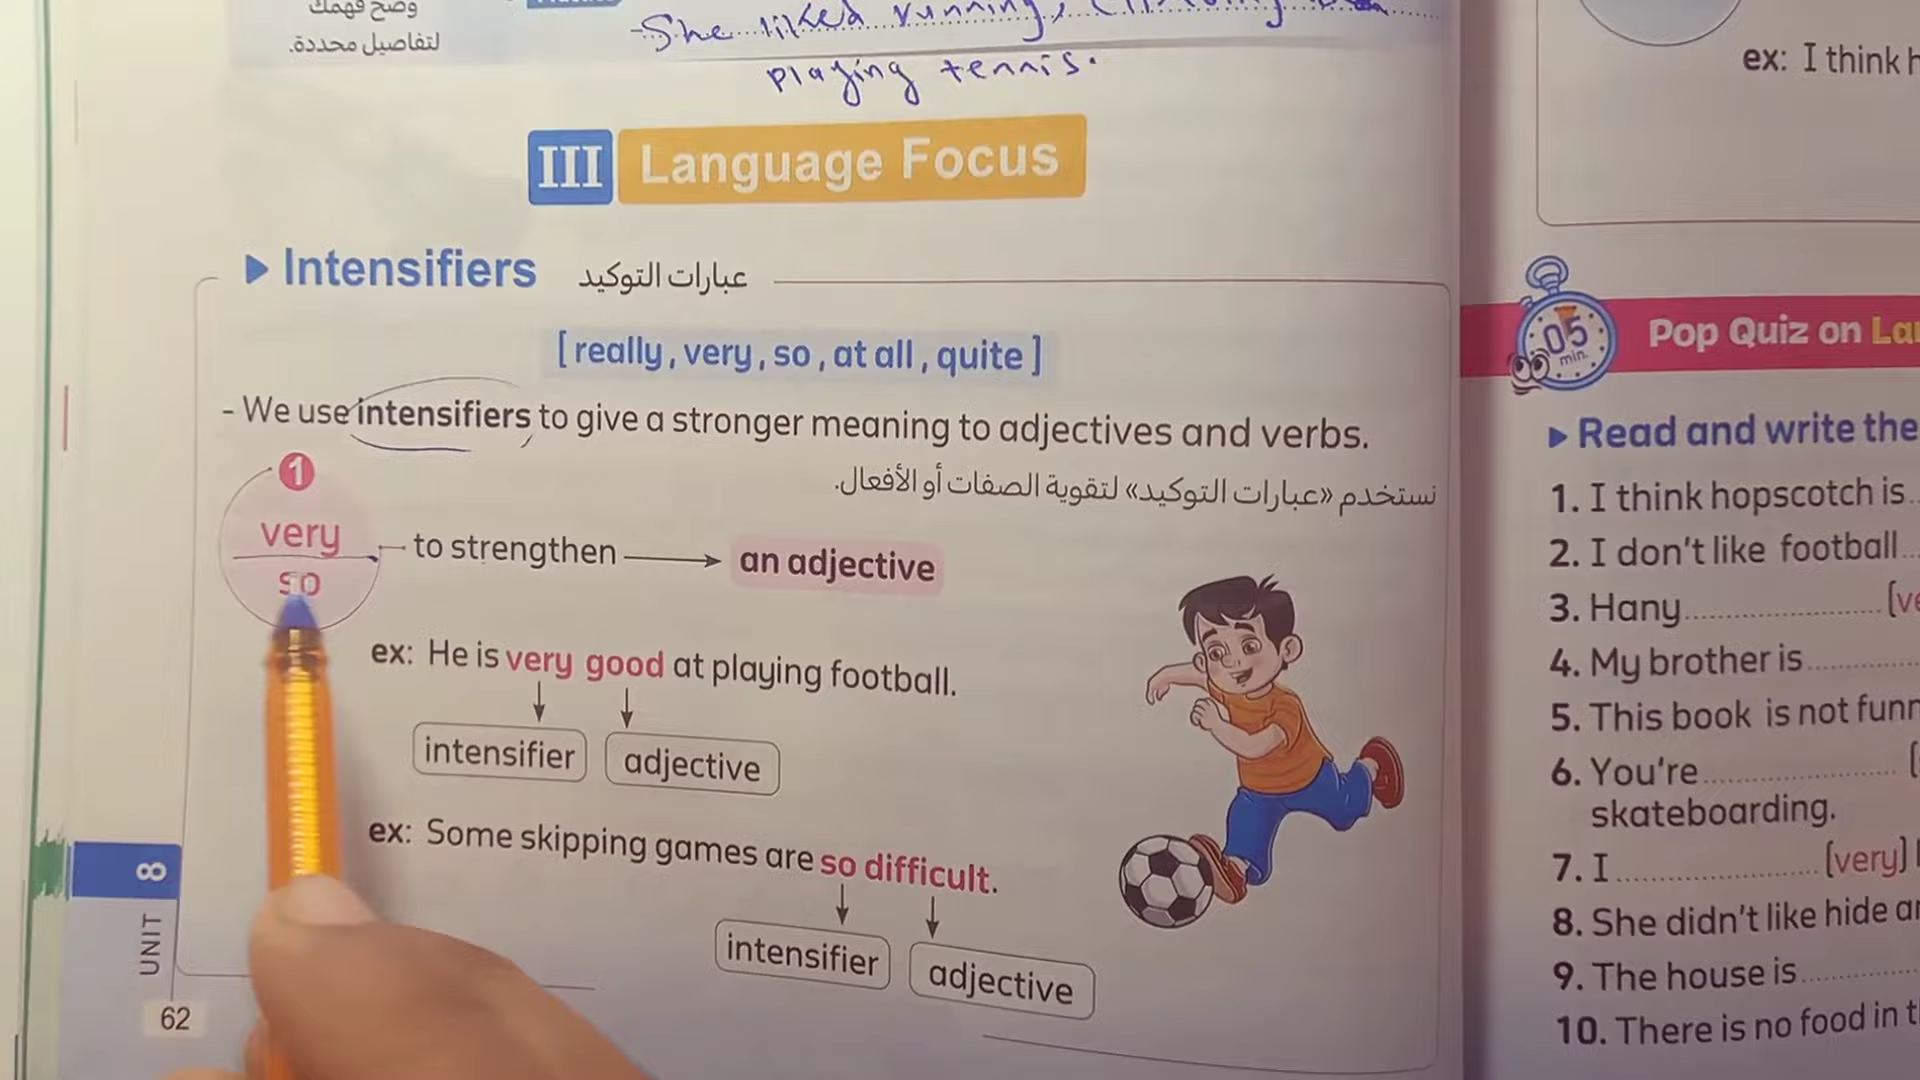 وضح فهمك
لتفاصيل محددة.
-She liked running,
playing tennis.
III Language Focus
Intensifiers عبارات التوكيد
[really, very, so, at all, quite]
- We use intensifiers to give a stronger meaning to adjectives and verbs.
نستخدم «عبارات التوكيد» لتقوية الصفات أو الأفعال.
1
very
so
to strengthen → an adjective
ex: He is very good at playing football.
intensifier adjective
ex: Some skipping games are so difficult.
intensifier adjective
8
UNIT
62
ex: I think
05
min.
Pop Quiz on
Read and write the
1. I think hopscotch is
2. I don't like football
3. Hany
4. My brother is
5. This book is not
6. You're
skateboarding.
7. I (very)
8. She didn't like hide
9. The house is
10. There is no food in